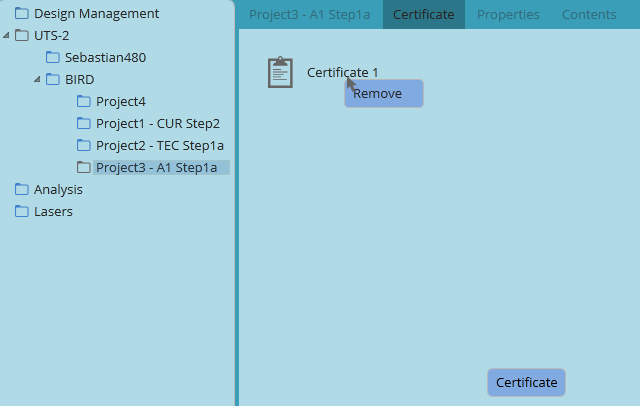 Design Management
UTS-2
Sebastian480
BIRD
Project4
Project1 - CUR Step2
Project2 - TEC Step1a
Project3 - A1 Step1a
Analysis
Lasers
Project3 - A1 Step1a
Certificate
Properties
Contents
Certificate 1
Remove
Certificate